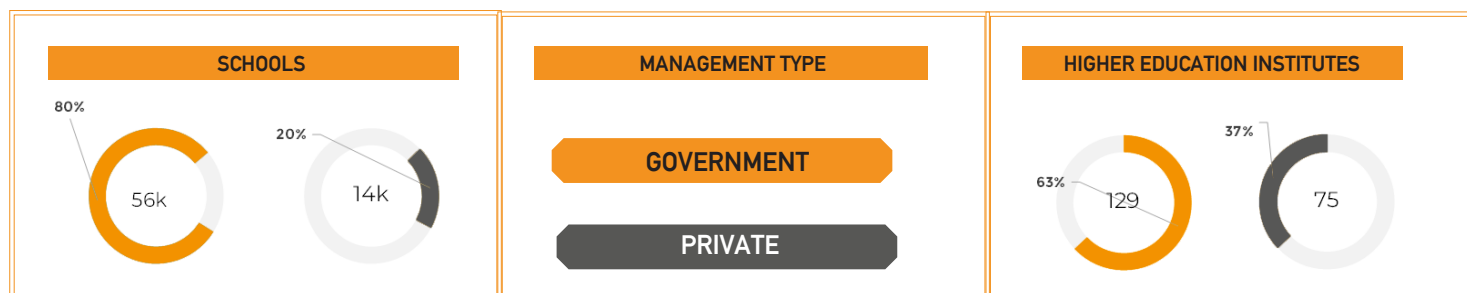 SCHOOLS
80%
56k
20%
14k
MANAGEMENT TYPE
GOVERNMENT
PRIVATE
HIGHER EDUCATION INSTITUTES
63%
129
37%
75